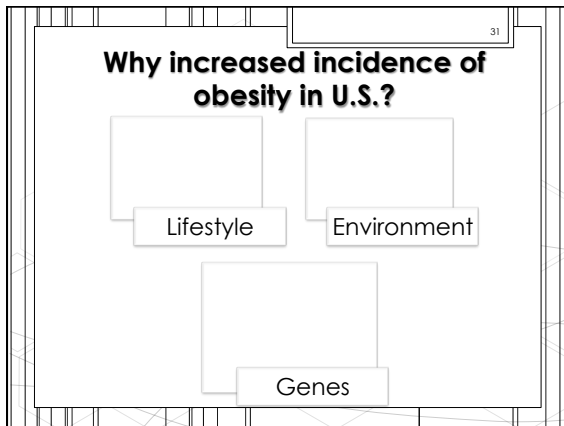 31
Why increased incidence of
obesity in U.S.?
Lifestyle
Environment
Genes